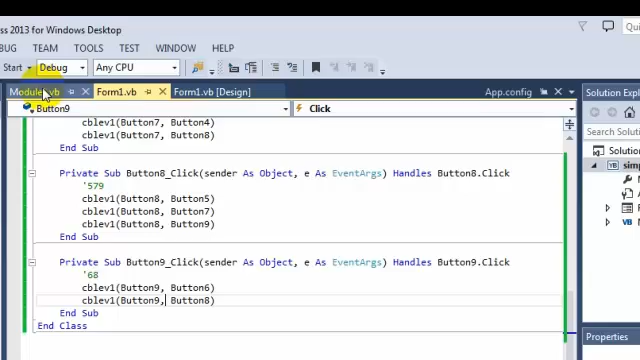 ss 2013 for Windows Desktop
BUG TEAM TOOLS TEST WINDOW HELP
Start Debug Any CPU
Form1.vb Form1.vb [Design] App.config Solution Explo
Button9 Click
Search Soluti
cblev1(Button7, Button4)
cblev1(Button7, Button8)
End Sub
Private Sub Button8_Click(sender As Object, e As EventArgs) Handles Button8.Click
'579
cblev1(Button8, Button5)
cblev1(Button8, Button7)
cblev1(Button8, Button9)
End Sub
Private Sub Button9_Click(sender As Object, e As EventArgs) Handles Button9.Click
'68
cblev1(Button9, Button6)
cblev1(Button9, Button8)
End Sub
End Class
Solutio
sim
Properties